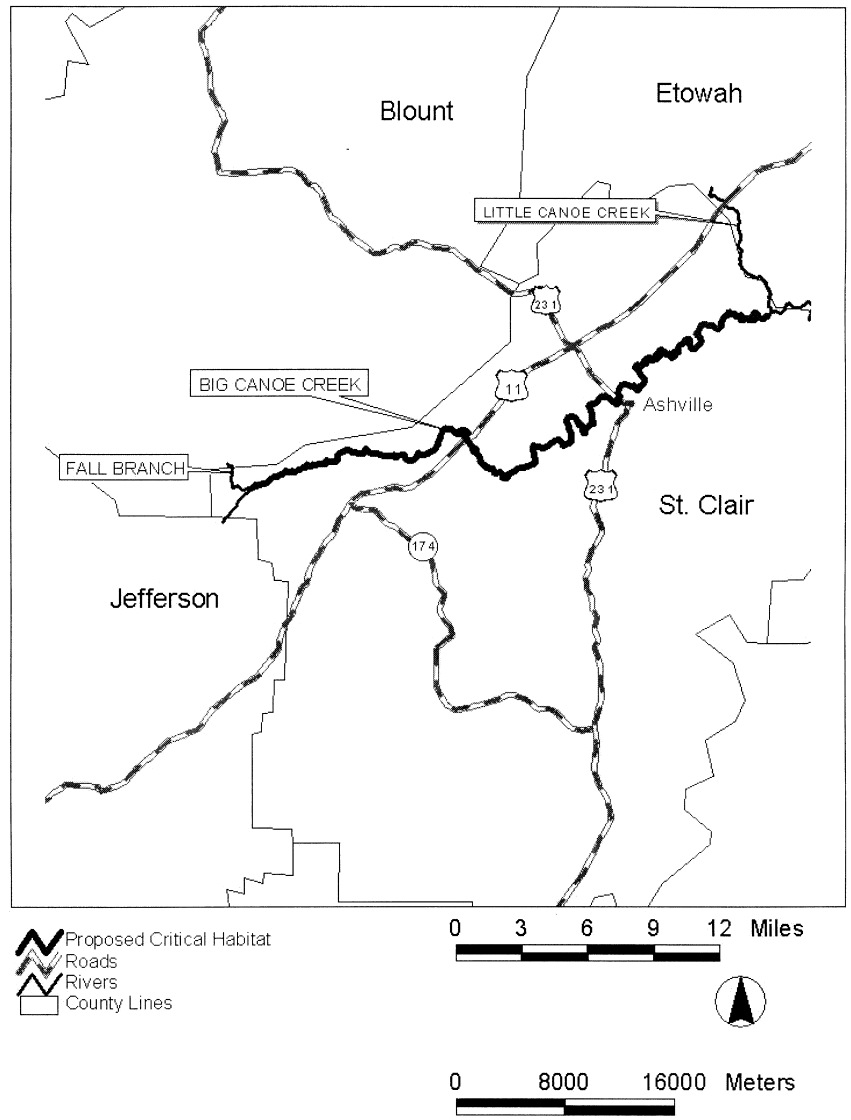 Blount
Etowah
LITTLE CANOE CREEK
231
11
BIG CANOE CREEK
Ashville
FALL BRANCH
231
St. Clair
174
Jefferson
Proposed Critical Habitat
Roads
Rivers
County Lines
0 3 6 9 12 Miles
0 8000 16000 Meters